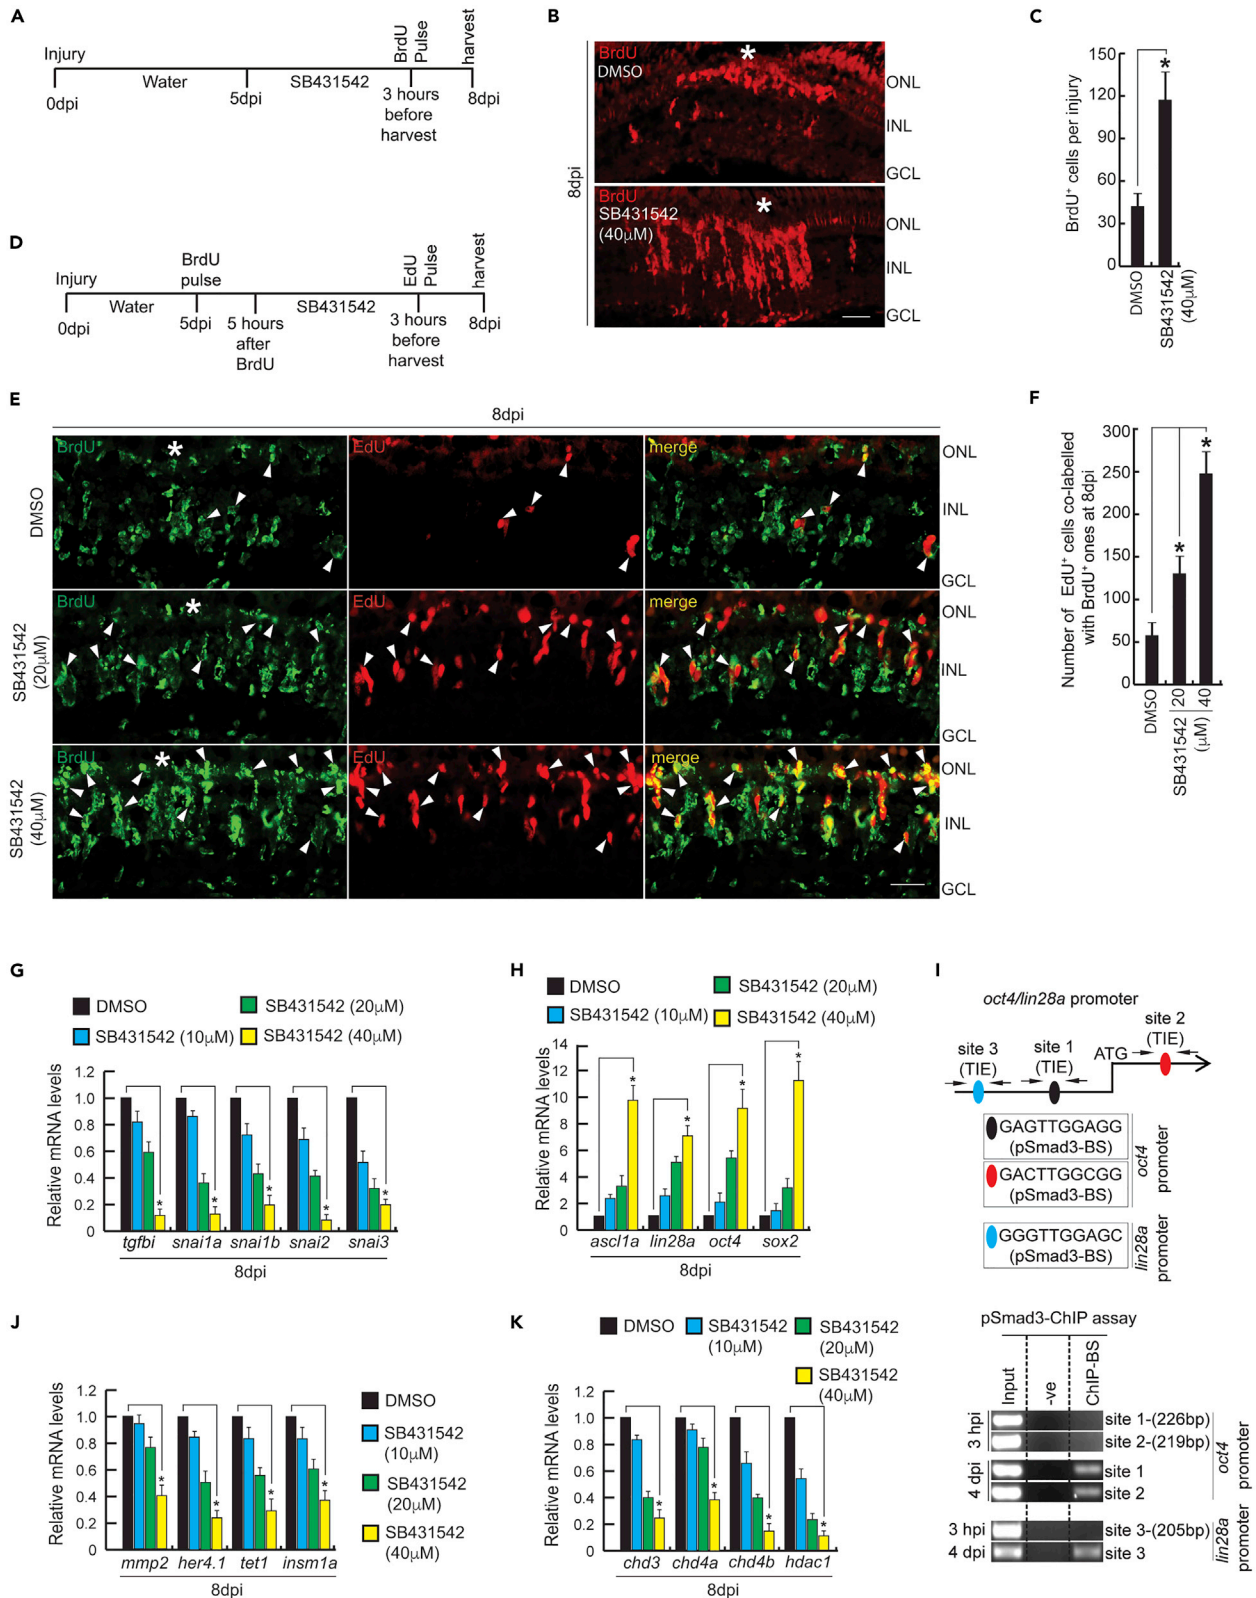 A
Injury
Water
SB431542
BrdU
Pulse
harvest
0dpi
5dpi
3 hours
before
harvest
8dpi
B
8dpi
BrdU
DMSO
*
ONL
INL
GCL
BrdU
SB431542
(40µM)
*
ONL
INL
GCL
C
BrdU⁺ cells per injury
150
120
90
60
30
0
*
DMSO
SB431542
(40µM)
D
Injury
Water
BrdU
pulse
SB431542
EdU
Pulse
harvest
0dpi
5dpi
5 hours
after
BrdU
3 hours
before
harvest
8dpi
E
8dpi
DMSO
BrdU
*
EdU
merge
ONL
INL
GCL
SB431542
(20µM)
BrdU
*
EdU
merge
ONL
INL
GCL
SB431542
(40µM)
BrdU
*
EdU
merge
ONL
INL
GCL
F
Number of EdU⁺ cells co-labelled
with BrdU⁺ ones at 8dpi
300
250
200
150
100
50
0
*
*
DMSO
20
40
SB431542
(µM)
G
DMSO
SB431542 (10µM)
SB431542 (20µM)
SB431542 (40µM)
Relative mRNA levels
1.2
1
0.8
0.6
0.4
0.2
0
* * * * *
tgfbi snai1a snai1b snai2 snai3
8dpi
H
DMSO
SB431542 (10µM)
SB431542 (20µM)
SB431542 (40µM)
Relative mRNA levels
14
12
10
8
6
4
2
0
* * * *
ascl1a lin28a oct4 sox2
8dpi
I
oct4/lin28a promoter
site 3
(TIE)
site 1
(TIE)
ATG
site 2
(TIE)
GAGTTGGAGG
(pSmad3-BS)
GACTTGGCGG
(pSmad3-BS)
oct4
promoter
GGGTTGGAGC
(pSmad3-BS)
lin28a
promoter
pSmad3-ChIP assay
Input
-ve
ChIP-BS
3 hpi
site 1-(226bp)
site 2-(219bp)
4 dpi
site 1
site 2
oct4
promoter
3 hpi
site 3-(205bp)
4 dpi
site 3
lin28a
promoter
J
Relative mRNA levels
1.2
1.0
0.8
0.6
0.4
0.2
0
* * * *
mmp2 her4.1 tet1 insm1a
8dpi
DMSO
SB431542
(10µM)
SB431542
(20µM)
SB431542
(40µM)
K
DMSO
SB431542
(10µM)
SB431542
(20µM)
SB431542
(40µM)
Relative mRNA levels
1.2
1.0
0.8
0.6
0.4
0.2
0
* * * *
chd3 chd4a chd4b hdac1
8dpi